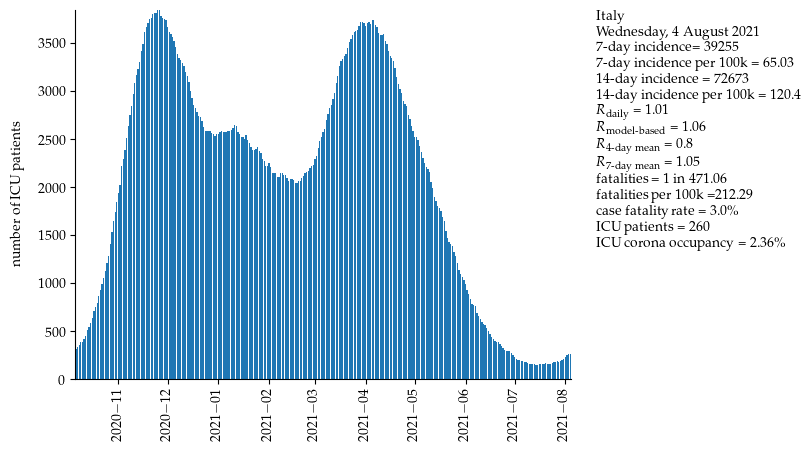 Italy
Wednesday, 4 August 2021
7-day incidence= 39255
7-day incidence per 100k = 65.03
14-day incidence = 72673
14-day incidence per 100k = 120.4
R daily = 1.01
R model-based = 1.06
R 4-day mean = 0.8
R 7-day mean = 1.05
fatalities = 1 in 471.06
fatalities per 100k =212.29
case fatality rate = 3.0%
ICU patients = 260
ICU corona occupancy = 2.36%
number of ICU patients
3500
3000
2500
2000
1500
1000
500
0
2020−11
2020−12
2021−01
2021−02
2021−03
2021−04
2021−05
2021−06
2021−07
2021−08